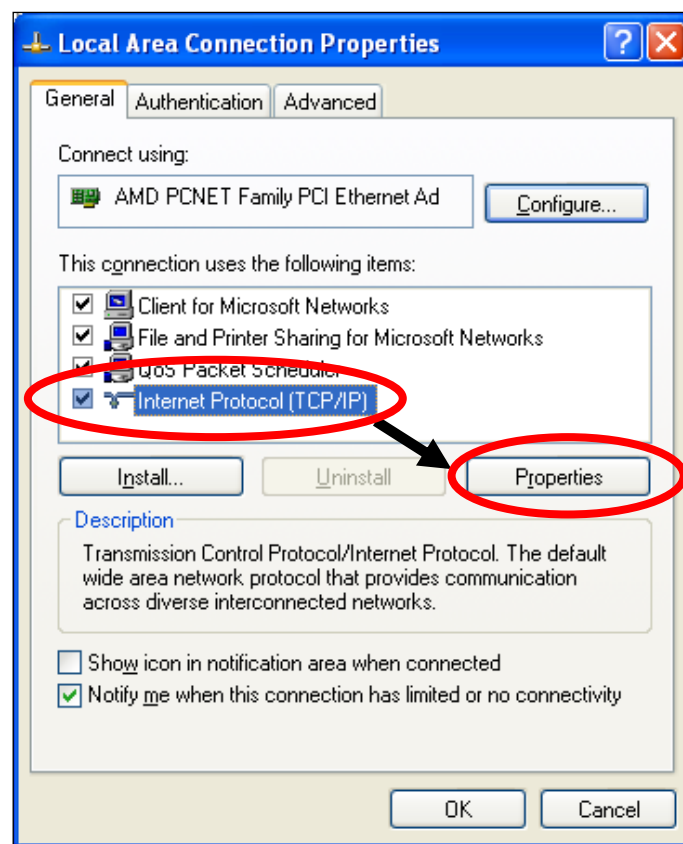 Local Area Connection Properties
General Authentication Advanced
Connect using:
AMD PCNET Family PCI Ethernet Ad
Configure...
This connection uses the following items:
Client for Microsoft Networks
File and Printer Sharing for Microsoft Networks
QoS Packet Scheduler
Internet Protocol (TCP/IP)
Install... Uninstall Properties
Description
Transmission Control Protocol/Internet Protocol. The default
wide area network protocol that provides communication
across diverse interconnected networks.
Show icon in notification area when connected
Notify me when this connection has limited or no connectivity
OK Cancel